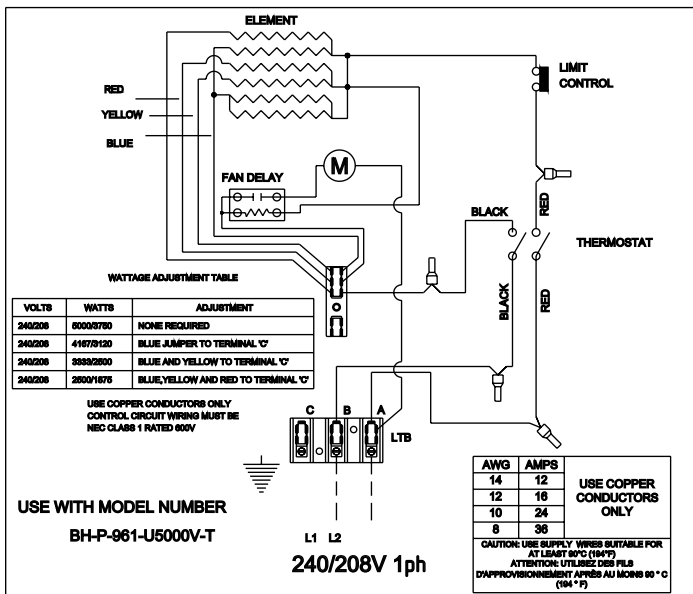 ELEMENT
LIMIT
CONTROL
RED
YELLOW
BLUE
M
FAN DELAY
BLACK
RED
THERMOSTAT
BLACK
RED
WATTAGE ADJUSTMENT TABLE
VOLTS WATTS ADJUSTMENT
240/208 5000/3750 NONE REQUIRED
240/208 4167/3120 BLUE JUMPER TO TERMINAL 'C'
240/208 3333/2500 BLUE AND YELLOW TO TERMINAL 'C'
240/208 2500/1875 BLUE,YELLOW AND RED TO TERMINAL 'C'
USE COPPER CONDUCTORS ONLY
CONTROL CIRCUIT WIRING MUST BE
NEC CLASS 1 RATED 600V
C B A
LTB
USE WITH MODEL NUMBER
BH-P-961-U5000V-T
L1 L2
240/208V 1ph
AWG AMPS
14 12
12 16
10 24
8 36
USE COPPER
CONDUCTORS
ONLY
CAUTION: USE SUPPLY WIRES SUITABLE FOR
AT LEAST 90°C (194°F)
ATTENTION: UTILISEZ DES FILS
D'APPROVISIONNEMENT APRÈS AU MOINS 90 ° C
(194 ° F)